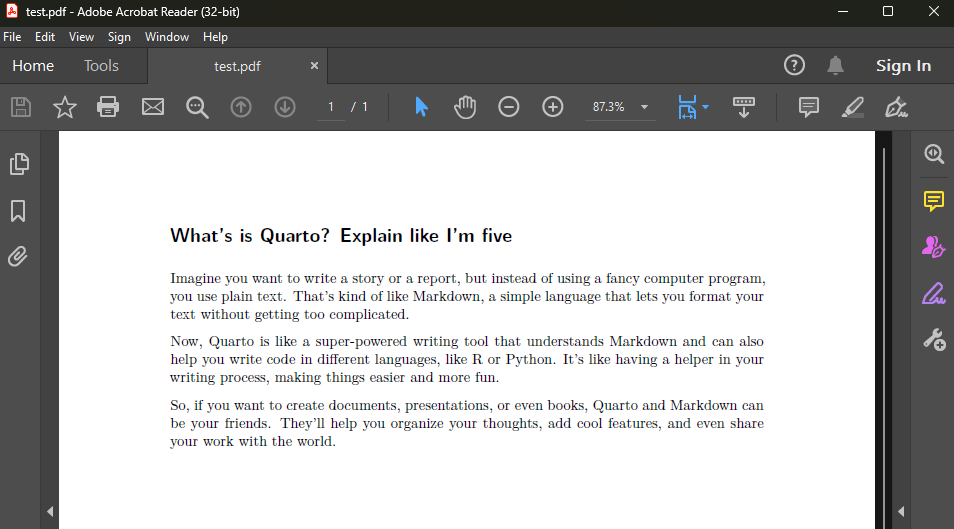 test.pdf - Adobe Acrobat Reader (32-bit)
File Edit View Sign Window Help
Home Tools test.pdf × Sign In
1 / 1 87.3%
What's is Quarto? Explain like I'm five
Imagine you want to write a story or a report, but instead of using a fancy computer program,
you use plain text. That's kind of like Markdown, a simple language that lets you format your
text without getting too complicated.
Now, Quarto is like a super-powered writing tool that understands Markdown and can also
help you write code in different languages, like R or Python. It's like having a helper in your
writing process, making things easier and more fun.
So, if you want to create documents, presentations, or even books, Quarto and Markdown can
be your friends. They'll help you organize your thoughts, add cool features, and even share
your work with the world.